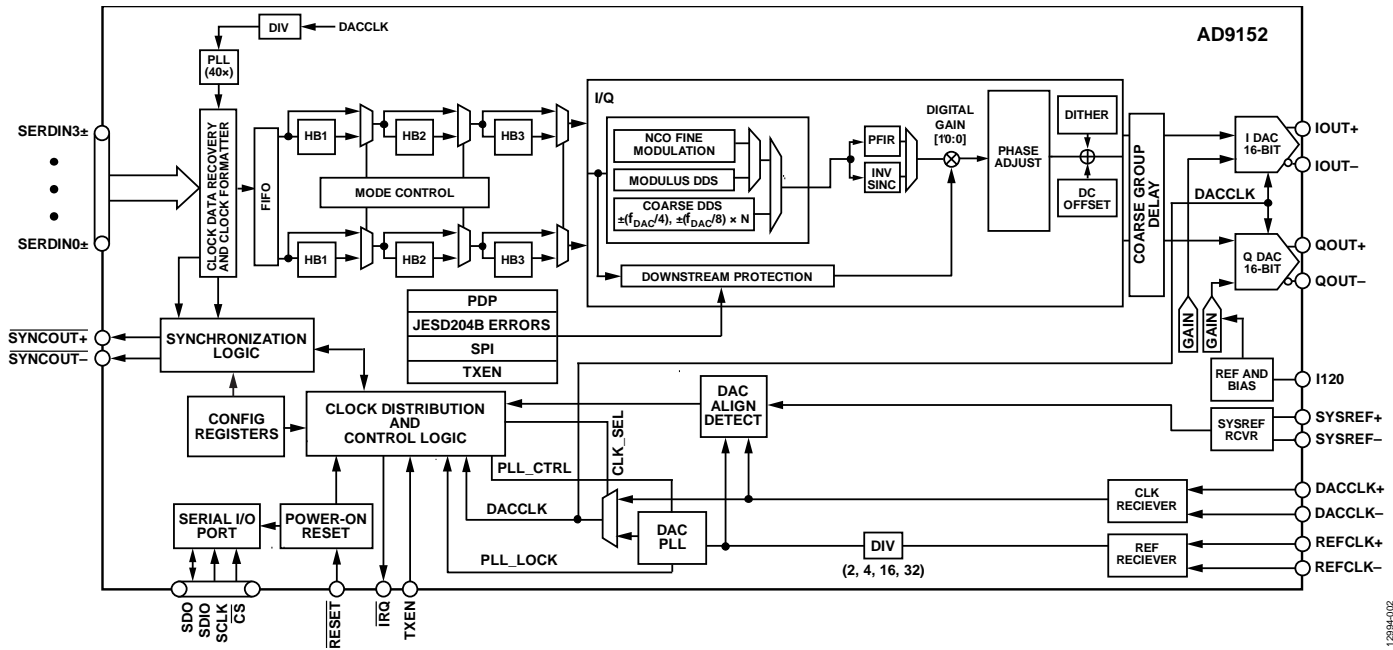 DIV
DACCLK
AD9152
PLL
(40×)
I/Q
SERDIN3±
SERDIN0±
CLOCK DATA RECOVERY
AND CLOCK FORMATTER
FIFO
HB1
HB2
HB3
MODE CONTROL
HB1
HB2
HB3
NCO FINE
MODULATION
MODULUS DDS
COARSE DDS
±(fDAC/4), ±(fDAC/8) × N
PFIR
INV
SINC
DIGITAL
GAIN
[10:0]
PHASE
ADJUST
DITHER
DC
OFFSET
COARSE GROUP
DELAY
I DAC
16-BIT
IOUT+
IOUT–
DACCLK
Q DAC
16-BIT
QOUT+
QOUT–
DOWNSTREAM PROTECTION
PDP
JESD204B ERRORS
SPI
TXEN
GAIN
GAIN
SYNCOUT+
SYNCOUT–
SYNCHRONIZATION
LOGIC
REF AND
BIAS
I120
CONFIG
REGISTERS
CLOCK DISTRIBUTION
AND
CONTROL LOGIC
CLK_SEL
DAC
ALIGN
DETECT
SYSREF
RCVR
SYSREF+
SYSREF–
PLL_CTRL
DACCLK
PLL_LOCK
DAC
PLL
DIV
(2, 4, 16, 32)
CLK
RECIEVER
DACCLK+
DACCLK–
REF
RECIEVER
REFCLK+
REFCLK–
SERIAL I/O
PORT
POWER-ON
RESET
SDO
SDIO
SCLK
CS
RESET
IRQ
TXEN
12994-002